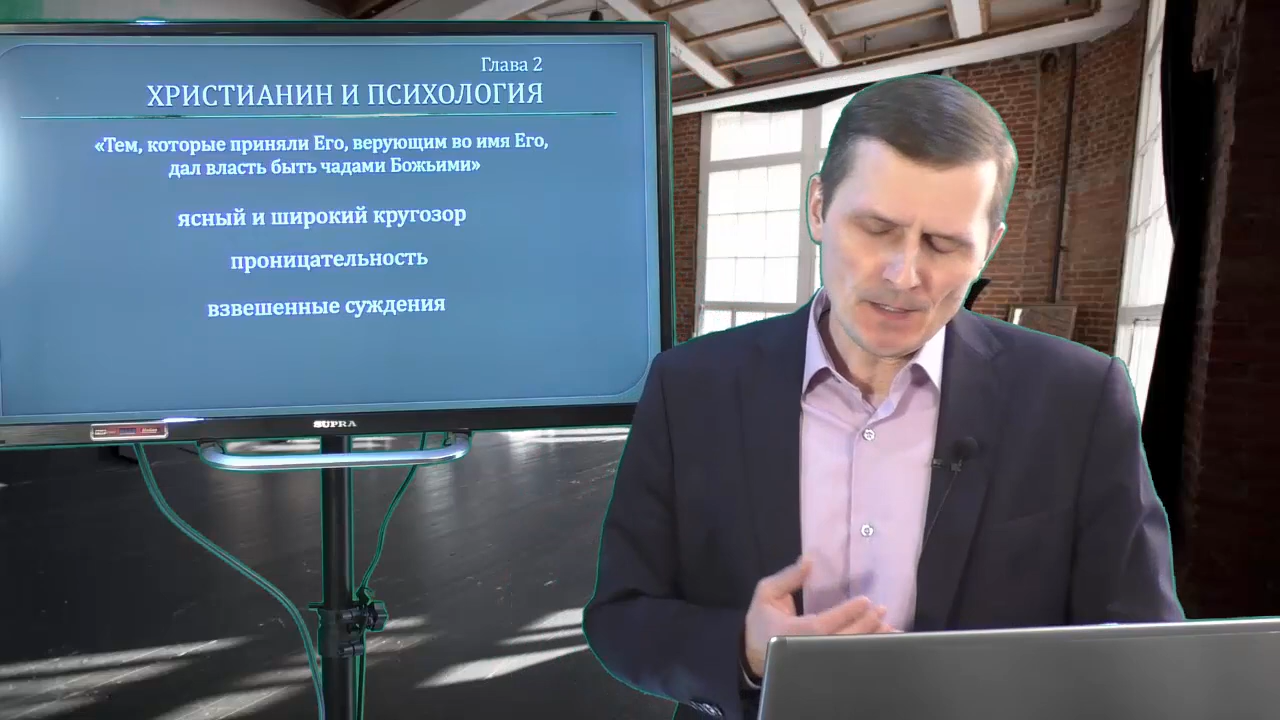 Глава 2
ХРИСТИАНИН И ПСИХОЛОГИЯ
«Тем, которые приняли Его, верующим во имя Его,
дал власть быть чадами Божьими»
ясный и широкий кругозор
проницательность
взвешенные суждения
SUPRA